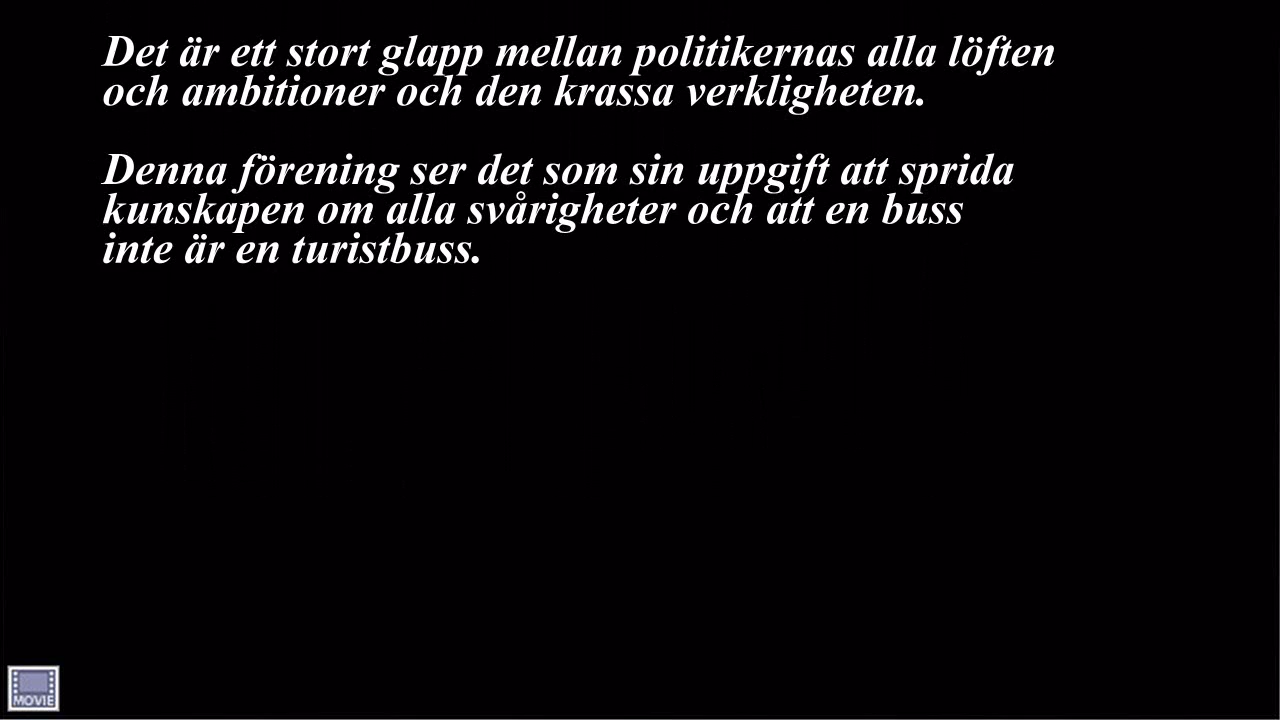 Det är ett stort glapp mellan politikernas alla löften
och ambitioner och den krassa verkligheten.
Denna förening ser det som sin uppgift att sprida
kunskapen om alla svårigheter och att en buss
inte är en turistbuss.
MOVIE